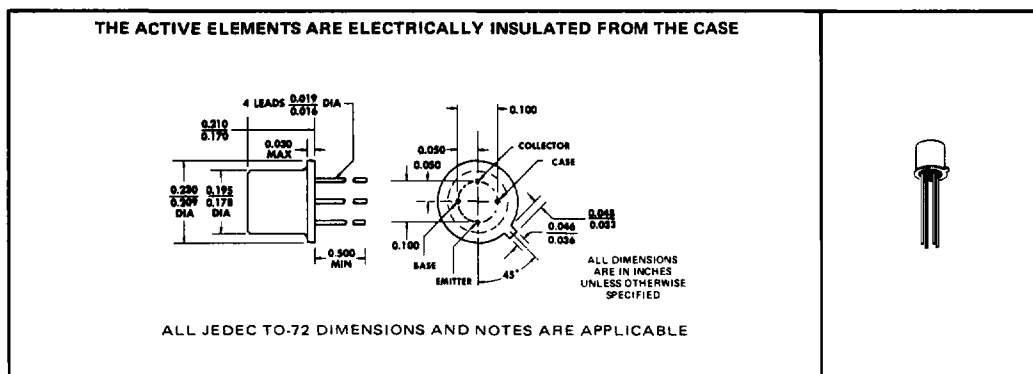 THE ACTIVE ELEMENTS ARE ELECTRICALLY INSULATED FROM THE CASE
4 LEADS 0.019 DIA
0.016
0.210
0.170
0.030
MAX
0.100
0.050
0.050
COLLECTOR
CASE
0.230
0.209
DIA
0.195
0.178
DIA
0.100
0.500
MIN
BASE
EMITTER
45°
0.048
0.033
0.046
0.036
ALL DIMENSIONS
ARE IN INCHES
UNLESS OTHERWISE
SPECIFIED
ALL JEDEC TO-72 DIMENSIONS AND NOTES ARE APPLICABLE